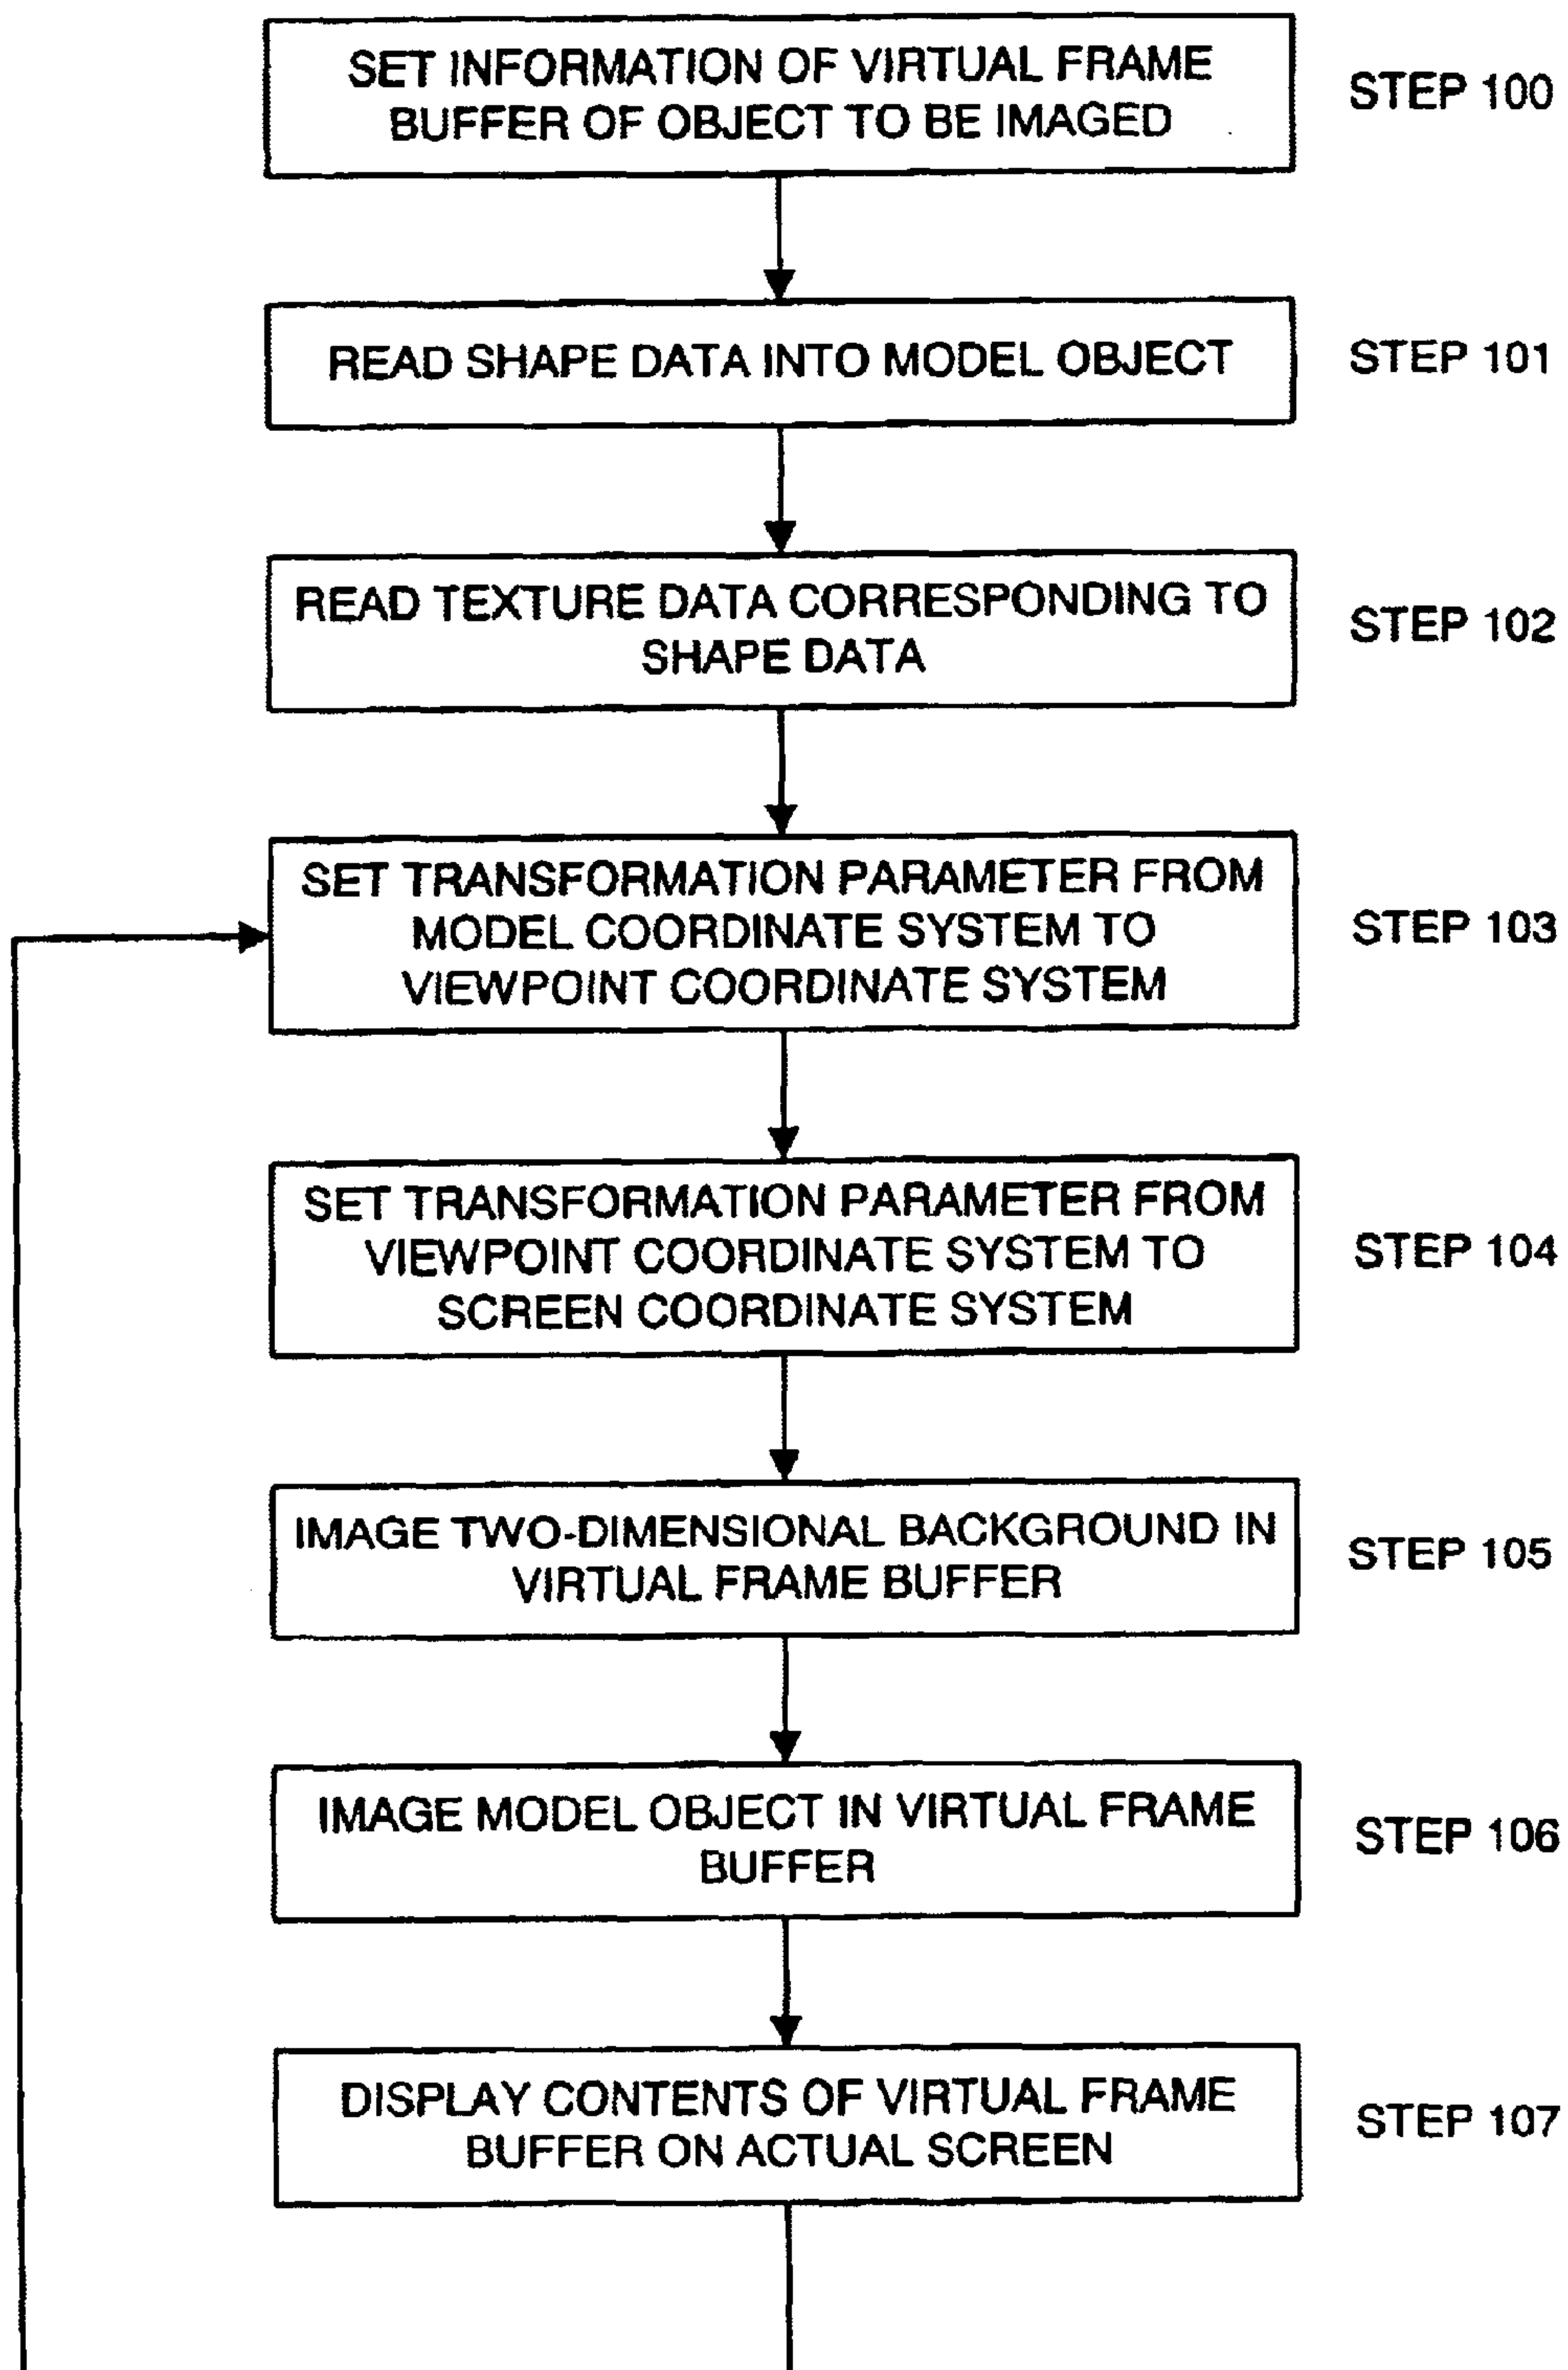 SET INFORMATION OF VIRTUAL FRAME
BUFFER OF OBJECT TO BE IMAGED
STEP 100
READ SHAPE DATA INTO MODEL OBJECT
STEP 101
READ TEXTURE DATA CORRESPONDING TO
SHAPE DATA
STEP 102
SET TRANSFORMATION PARAMETER FROM
MODEL COORDINATE SYSTEM TO
VIEWPOINT COORDINATE SYSTEM
STEP 103
SET TRANSFORMATION PARAMETER FROM
VIEWPOINT COORDINATE SYSTEM TO
SCREEN COORDINATE SYSTEM
STEP 104
IMAGE TWO-DIMENSIONAL BACKGROUND IN
VIRTUAL FRAME BUFFER
STEP 105
IMAGE MODEL OBJECT IN VIRTUAL FRAME
BUFFER
STEP 106
DISPLAY CONTENTS OF VIRTUAL FRAME
BUFFER ON ACTUAL SCREEN
STEP 107